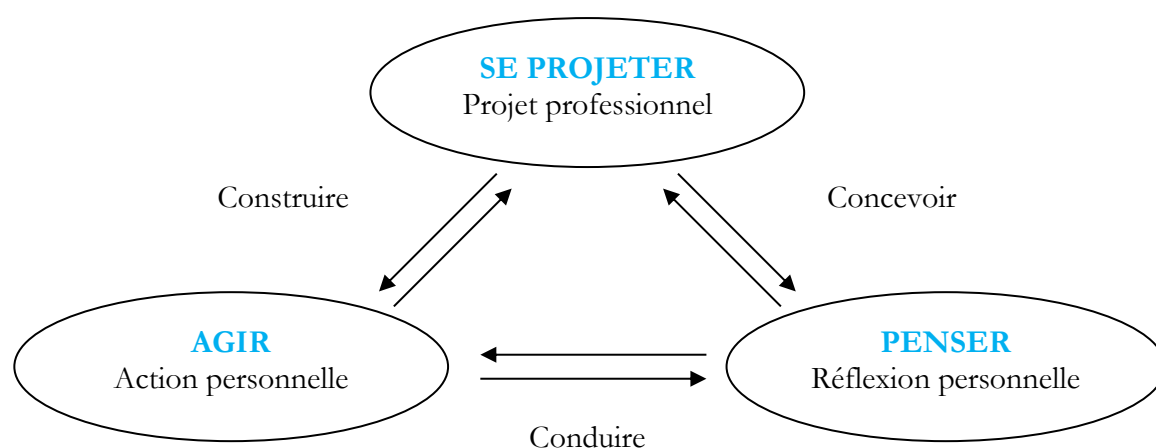 SE PROJETER
Projet professionnel
Construire
Concevoir
AGIR
Action personnelle
PENSER
Réflexion personnelle
Conduire